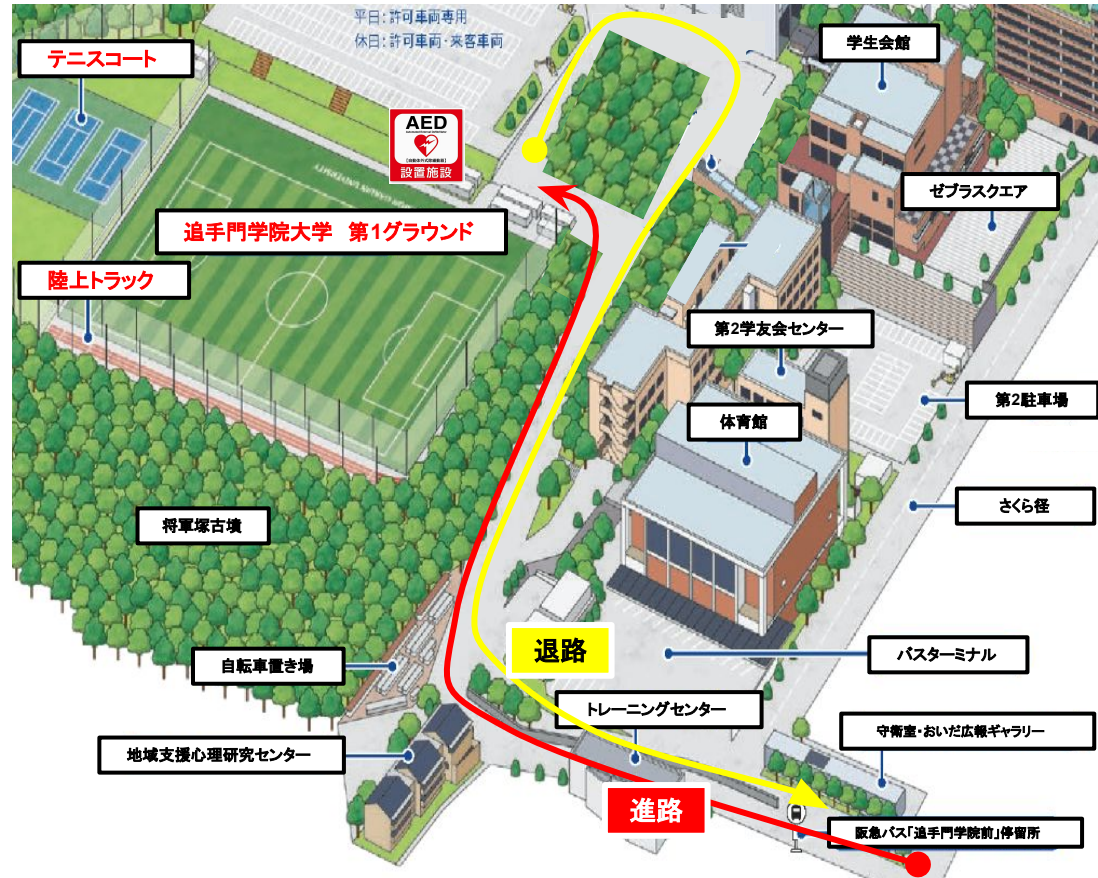 平日：許可車両専用
休日：許可車両・来客車両
学生会館
テニスコート
AED
設置施設
ゼブラスクエア
追手門学院大学　第1グラウンド
陸上トラック
第2学友会センター
第2駐車場
体育館
さくら径
将軍塚古墳
退路
バスターミナル
自転車置き場
トレーニングセンター
守衛室・おいだ広報ギャラリー
地域支援心理研究センター
進路
阪急バス「追手門学院前」停留所